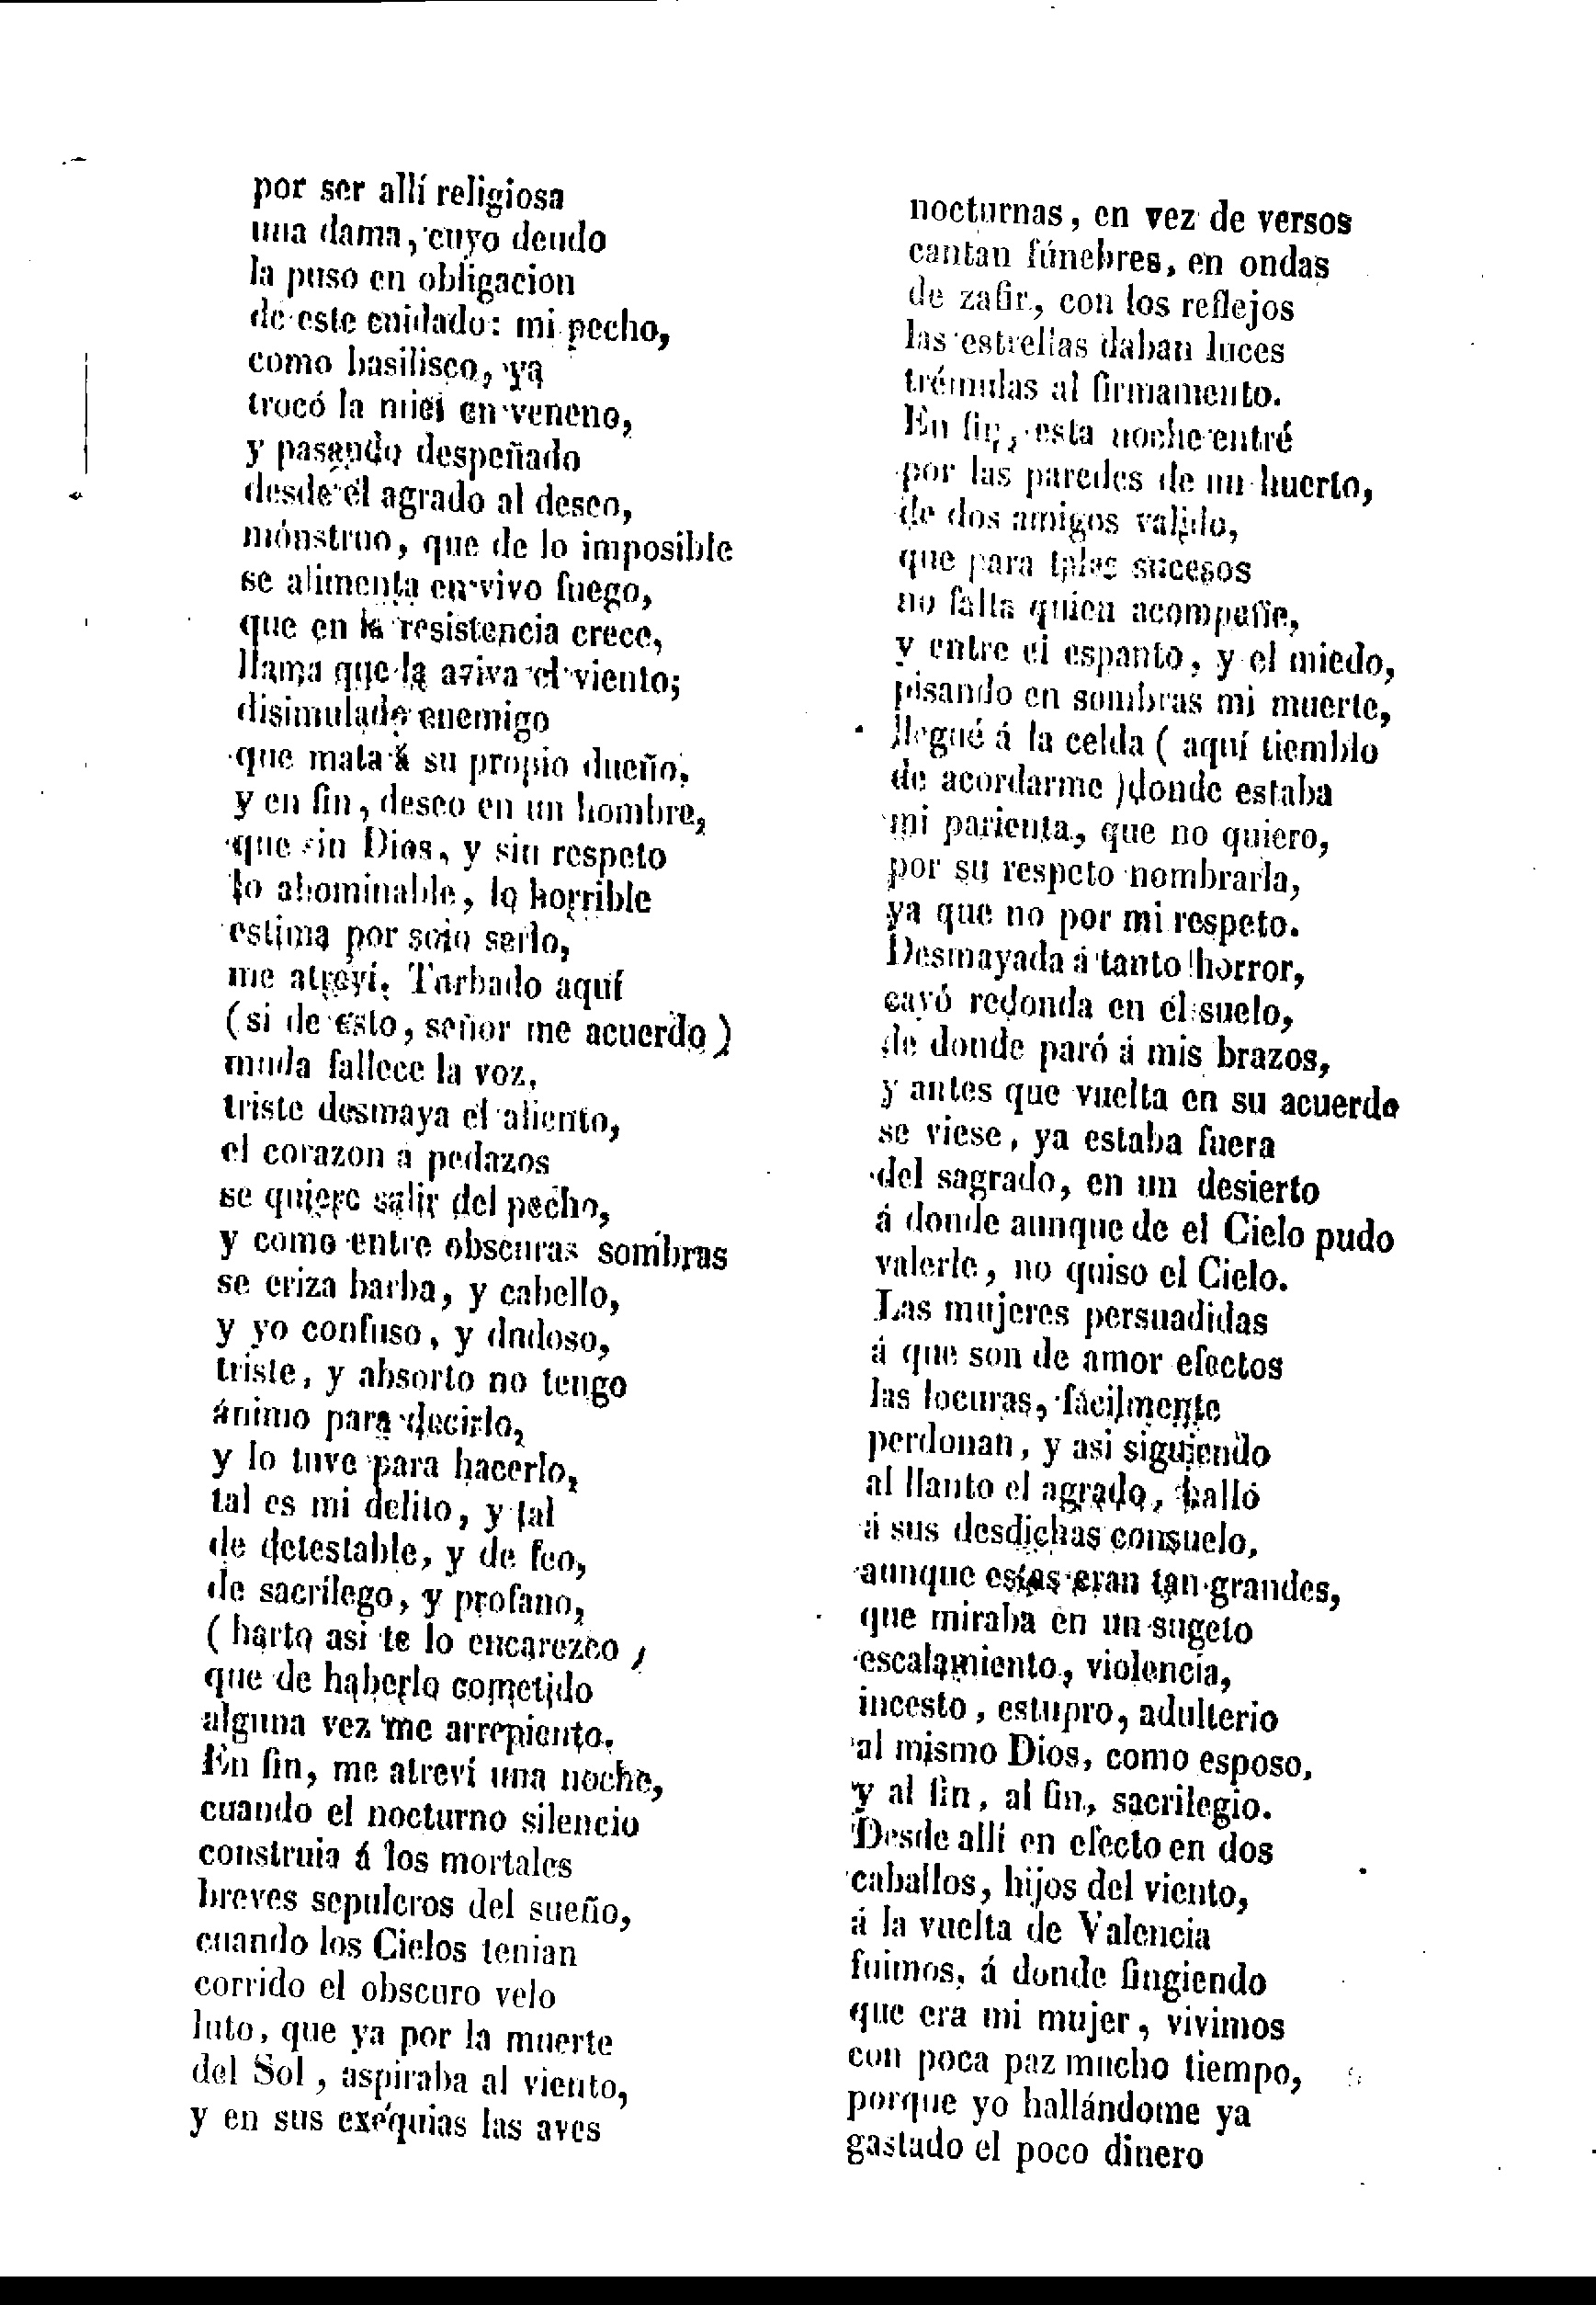 por ser allí religiosa
una dama, cuyo deudo
la puso en obligacion
de este cuidado: mi pecho,
como basilisco, ya
trocó la miel en veneno,
y pasando despeñado
desde el agrado al deseo,
mónstruo, que de lo imposible
se alimenta en vivo fuego,
que en la resistencia crece,
llama que la aviva el viento;
disimulado enemigo
que mata á su propio dueño,
y en fin, deseo en un hombre,
que sin Dios, y sin respeto
lo abominable, lo horrible
estima por solo serlo,
me atreví. Turbado aquí
(si de esto, señor me acuerdo)
muda fallece la voz,
triste desmaya el aliento,
el corazon á pedazos
se quiere salir del pecho,
y como entre obscuras sombras
se eriza barba, y cabello,
y yo confuso, y dudoso,
triste, y absorto no tengo
ánimo para decirlo,
y lo tuve para hacerlo,
tal es mi delito, y tal
de detestable, y de feo,
de sacrílego, y profano,
(harto asi te lo encarezco)
que de haberlo cometido
alguna vez me arrepiento.
En fin, me atreví una noche,
cuando el nocturno silencio
construia á los mortales
breves sepulcros del sueño,
cuando los Cielos tenian
corrido el obscuro velo
luto, que ya por la muerte
del Sol, aspiraba al viento,
y en sus exéquias las aves
nocturnas, en vez de versos
cantan fúnebres, en ondas
de zafir, con los reflejos
las estrellas daban luces
trémulas al firmamento.
En fin, esta noche entré
por las paredes de un huerto,
de dos amigos valido,
que para tales sucesos
no falta quien acompañe,
y entre el espanto, y el miedo,
pisando en sombras mi muerte,
llegué á la celda (aquí tiemblo
de acordarme) donde estaba
mi parienta, que no quiero,
por su respeto nombrarla,
ya que no por mi respeto.
Desmayada á tanto horror,
cayó redonda en el suelo,
de donde paró á mis brazos,
y antes que vuelta en su acuerdo
se viese, ya estaba fuera
del sagrado, en un desierto
á donde aunque de el Cielo pudo
valerle, no quiso el Cielo.
Las mujeres persuadidas
á que son de amor efectos
las locuras, fácilmente
perdonan, y asi siguiendo
al llanto el agrado, halló
á sus desdichas consuelo,
aunque estas eran tan grandes,
que miraba en un sugeto
escalamiento, violencia,
incesto, estupro, adulterio
al mismo Dios, como esposo,
y al fin, al fin, sacrilegio.
Desde allí en efecto en dos
caballos, hijos del viento,
á la vuelta de Valencia
fuimos, á donde fingiendo
que era mi mujer, vivimos
con poca paz mucho tiempo,
porque yo hallándome ya
gastado el poco dinero